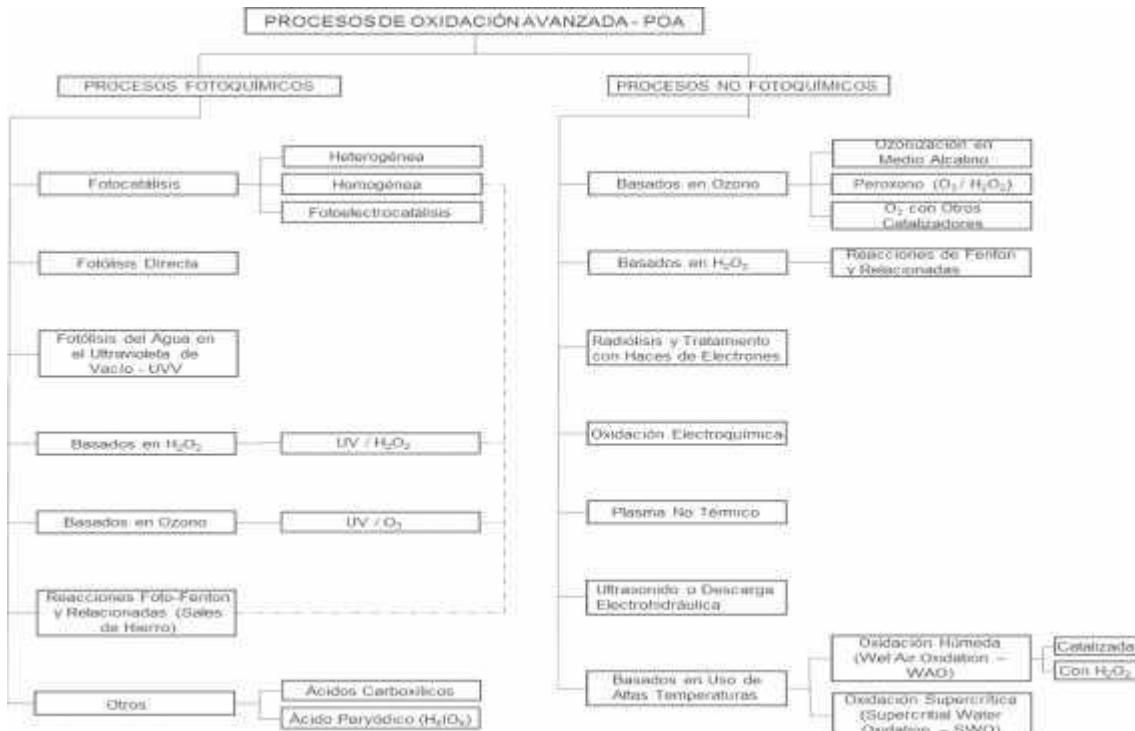 PROCESOS DE OXIDACIÓN AVANZADA - POA
PROCESOS FOTOQUÍMICOS
Fotocatálisis
Heterogénea
Homogénea
Fotoelectrocatálisis
Fotólisis Directa
Fotólisis del Agua en
el Ultravioleta de
Vacío - UVV
Basados en H₂O₂
UV / H₂O₂
Basados en Ozono
UV / O₃
Reacciones Foto-Fenton
y Relacionadas (Sales
de Hierro)
Otros
Ácidos Carboxílicos
Ácido Peryódico (H₅IO₆)
PROCESOS NO FOTOQUÍMICOS
Basados en Ozono
Ozonización en
Medio Alcalino
Peroxono (O₃ / H₂O₂)
O₃ con Otros
Catalizadores
Basados en H₂O₂
Reacciones de Fenton
y Relacionadas
Radiólisis y Tratamiento
con Haces de Electrones
Oxidación Electroquímica
Plasma No Térmico
Ultrasonido o Descarga
Electrohidráulica
Basados en Uso de
Altas Temperaturas
Oxidación Húmeda
(Wet Air Oxidation –
WAO)
Catalizada
Con H₂O₂
Oxidación Supercrítica
(Supercritial Water
Oxidation – SWO)